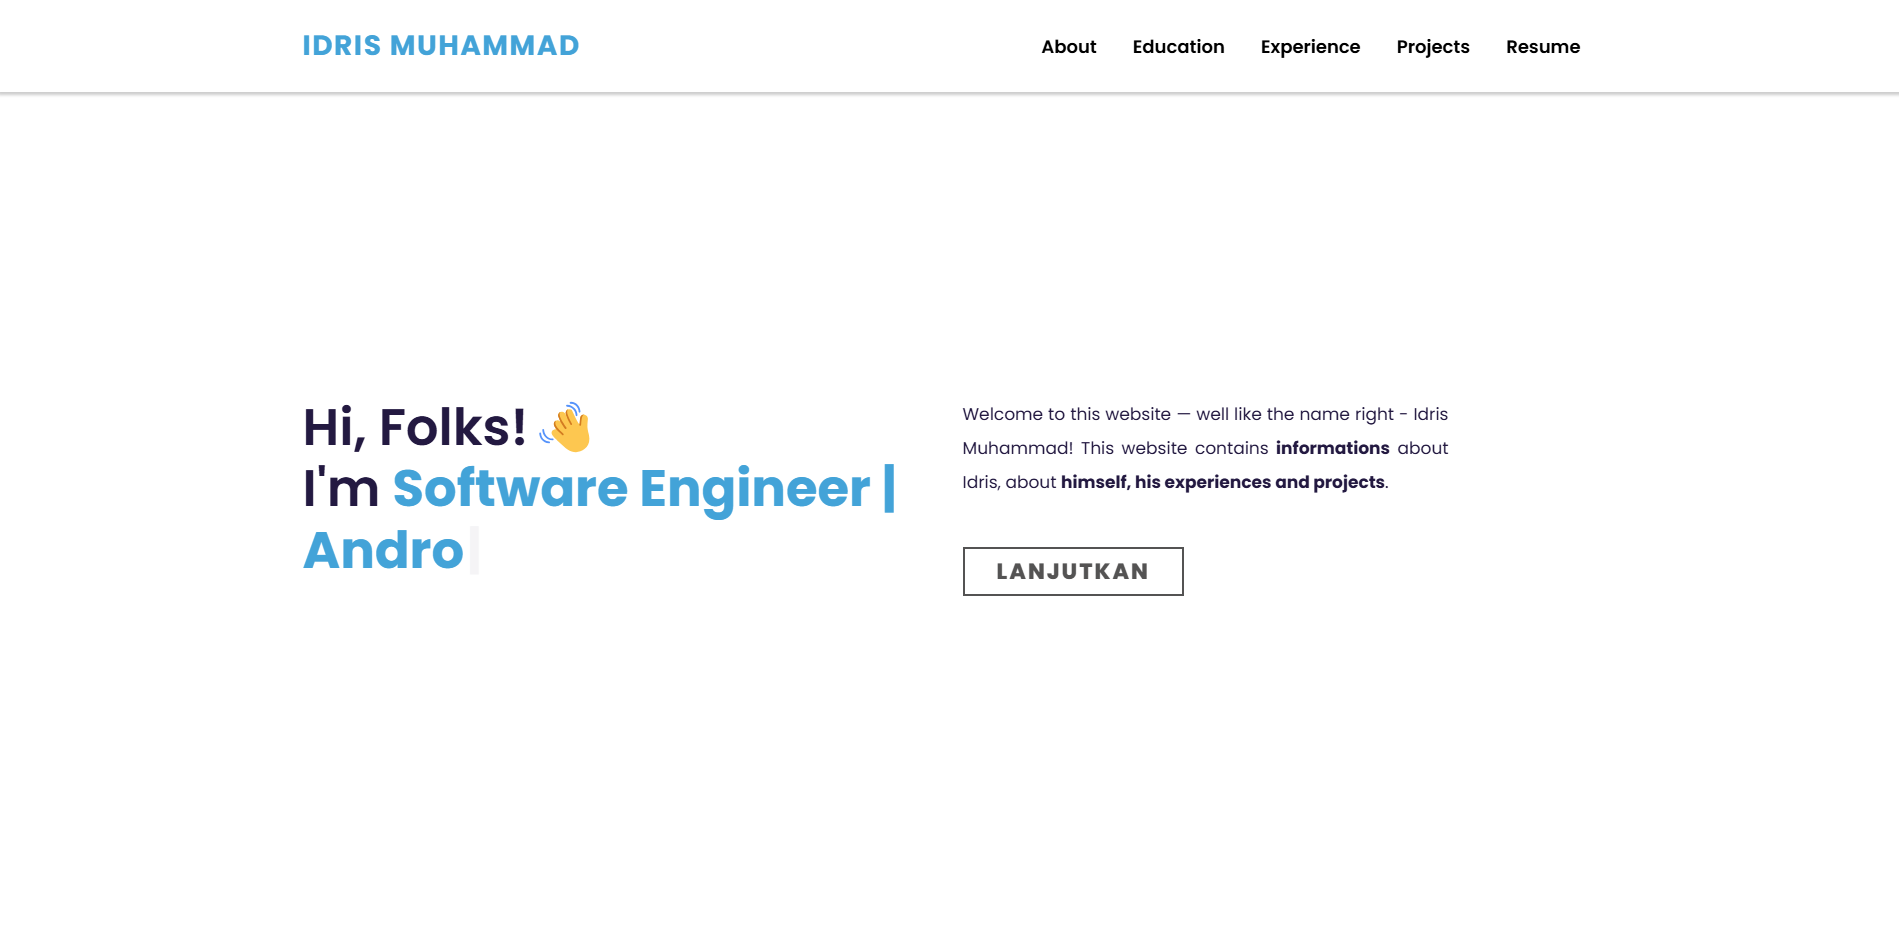 IDRIS MUHAMMAD
About Education Experience Projects Resume
Hi, Folks! 👋
I'm Software Engineer |
Andro
Welcome to this website — well like the name right - Idris
Muhammad! This website contains informations about
Idris, about himself, his experiences and projects.
LANJUTKAN